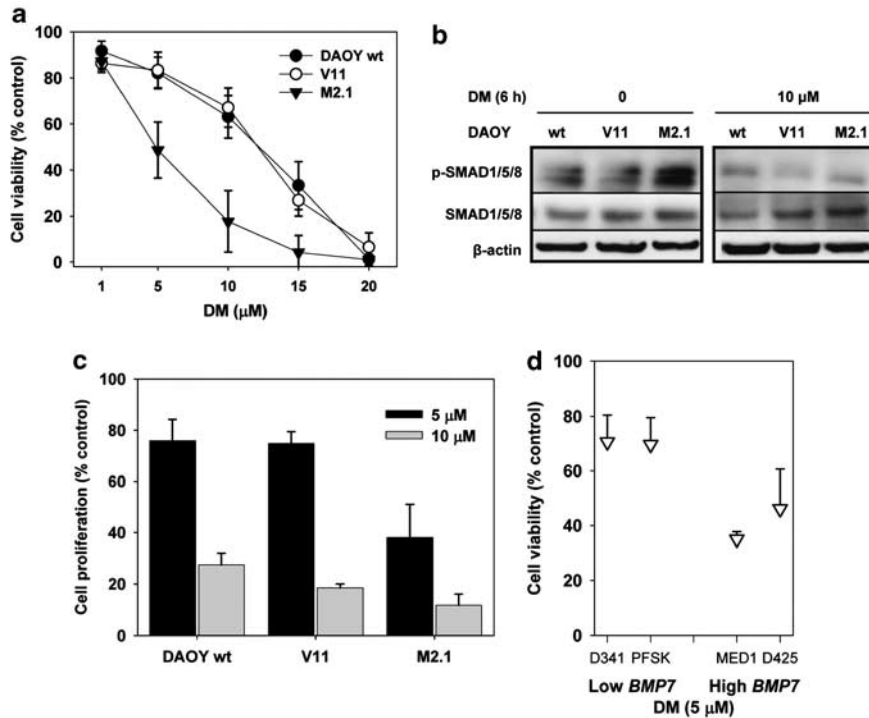 a
Cell viability (% control)
100
80
60
40
20
0
DAOY wt
V11
M2.1
1 5 10 15 20
DM (μM)
b
DM (6 h) 0 10 μM
DAOY wt V11 M2.1 wt V11 M2.1
p-SMAD1/5/8
SMAD1/5/8
β-actin
c
Cell proliferation (% control)
100
80
60
40
20
0
5 μM
10 μM
DAOY wt V11 M2.1
d
Cell viability (% control)
100
80
60
40
20
0
D341 PFSK MED1 D425
Low BMP7 High BMP7
DM (5 μM)